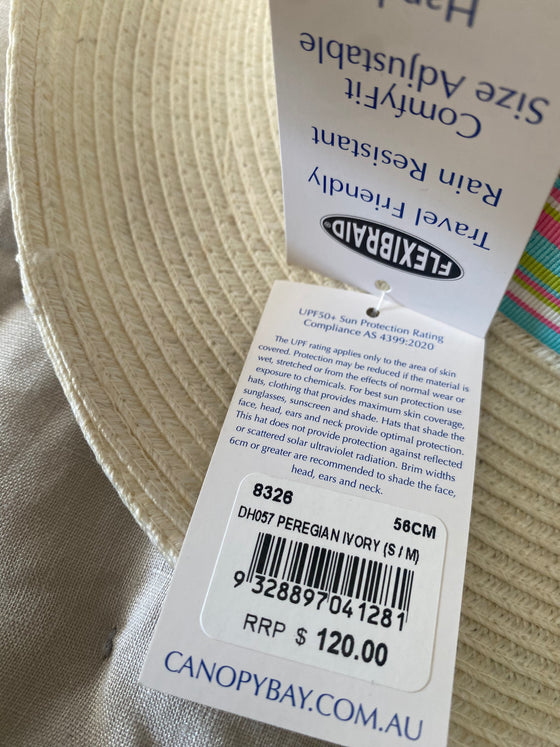 Size Adjustable
ComfyFit
Rain Resistant
Travel Friendly
FLEXIBRAID®
UPF50+ Sun Protection Rating
Compliance AS 4399:2020
The UPF rating applies only to the area of skin
covered. Protection may be reduced if the material is
wet, stretched or from the effects of normal wear or
exposure to chemicals. For best sun protection use
hats, clothing that provides maximum skin coverage,
sunglasses, sunscreen and shade. Hats that shade the
face, head, ears and neck provide optimal protection.
This hat does not provide protection against reflected
or scattered solar ultraviolet radiation. Brim widths
6cm or greater are recommended to shade the face,
head, ears and neck.
8326 56CM
DH057 PEREGIAN IVORY (S / M)
9 328897 041281
RRP $ 120.00
CANOPYBAY.COM.AU